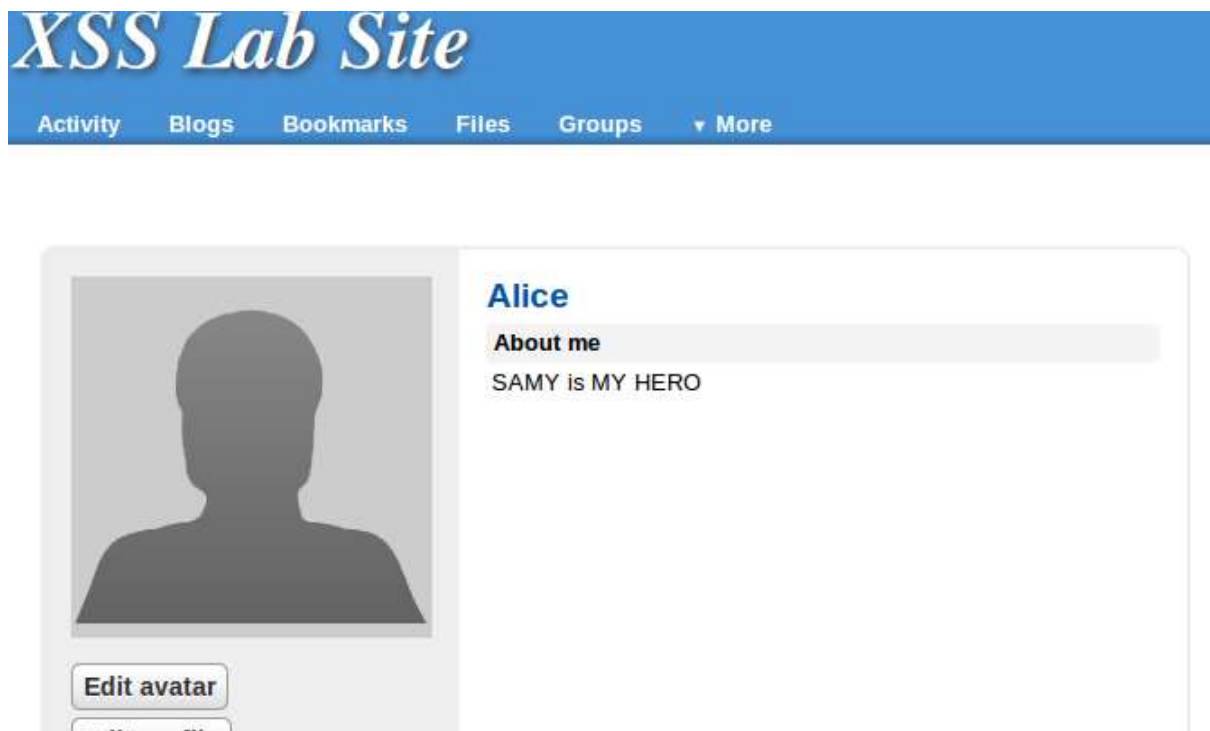 XSS Lab Site
Activity Blogs Bookmarks Files Groups ▼ More
Alice
About me
SAMY is MY HERO
Edit avatar